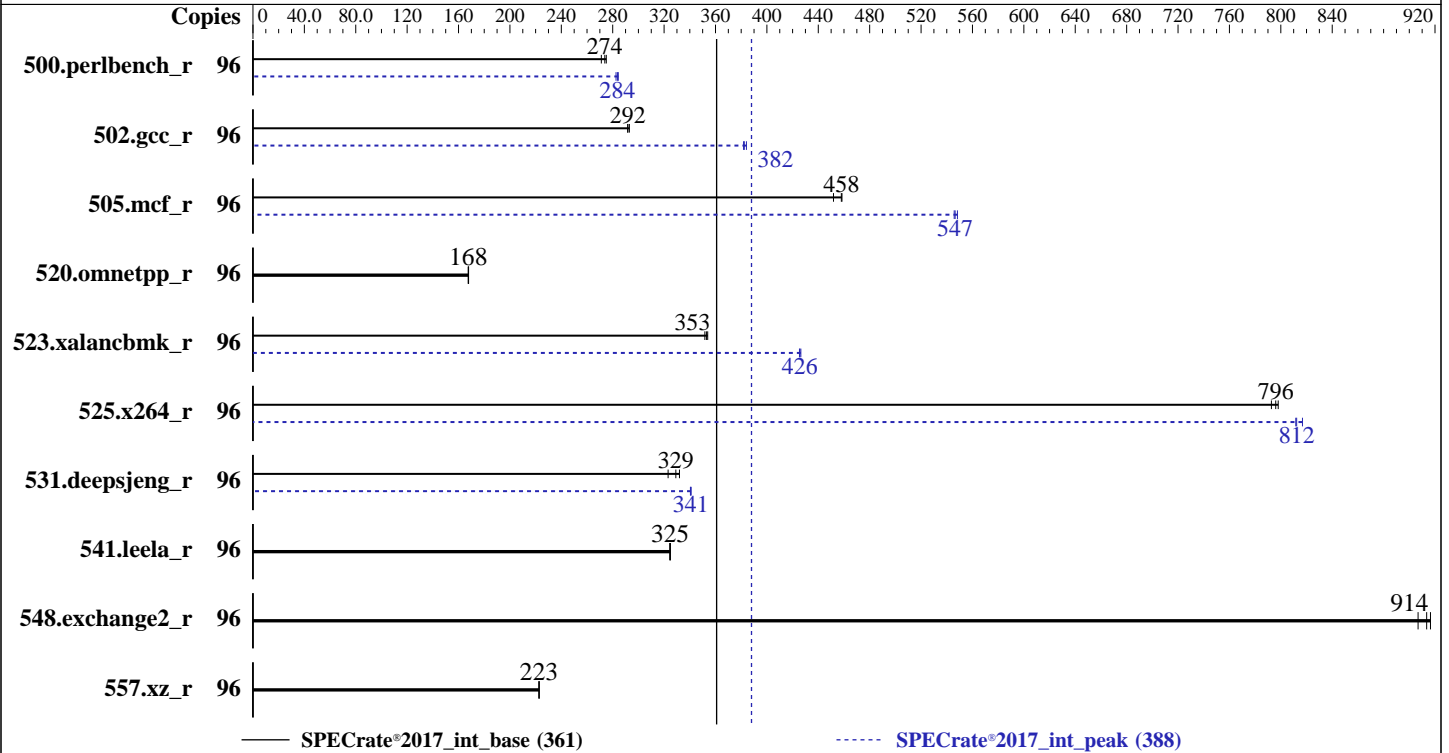 Copies 0 40.0 80.0 120 160 200 240 280 320 360 400 440 480 520 560 600 640 680 720 760 800 840 920
274
500.perlbench_r 96
284
292
502.gcc_r 96
382
458
505.mcf_r 96
547
168
520.omnetpp_r 96
353
523.xalancbmk_r 96
426
796
525.x264_r 96
812
329
531.deepsjeng_r 96
341
325
541.leela_r 96
914
548.exchange2_r 96
223
557.xz_r 96
SPECrate®2017_int_base (361) SPECrate®2017_int_peak (388)